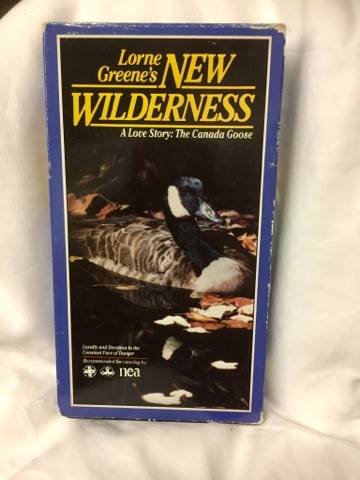 Lorne
Greene's NEW
WILDERNESS
A Love Story: The Canada Goose
Loyalty and Devotion in the
Constant Face of Danger
Recommended for viewing by:
nea